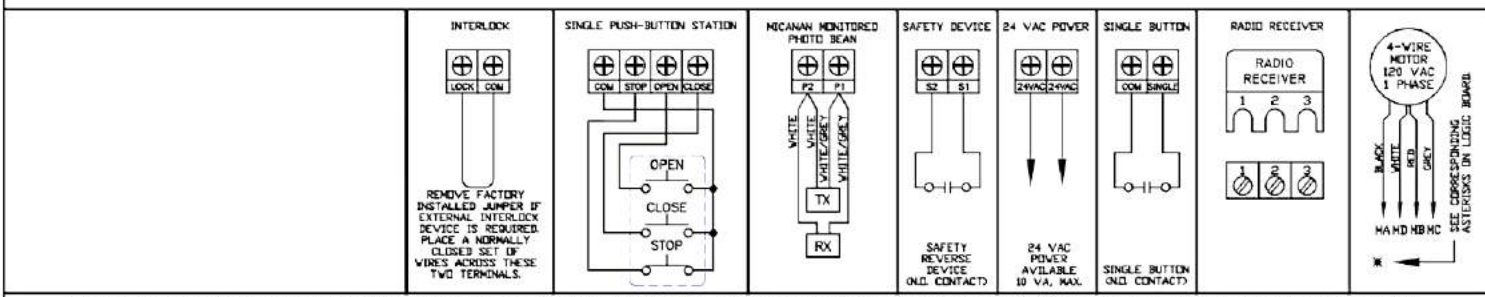 INTERLOCK
LOCK COM
REMOVE FACTORY
INSTALLED JUMPER IF
EXTERNAL INTERLOCK
DEVICE IS REQUIRED.
PLACE A NORMALLY
CLOSED SET OF
WIRES ACROSS THESE
TWO TERMINALS.
SINGLE PUSH-BUTTON STATION
COM STOP OPEN CLOSE
OPEN
CLOSE
STOP
MICANAN MONITORED
PHOTO BEAN
P2 P1
WHITE
WHITE
WHITE/GREY
WHITE/GREY
TX
RX
SAFETY DEVICE
S2 S1
SAFETY
REVERSE
DEVICE
(N.O. CONTACT)
24 VAC POWER
24VAC 24VAC
24 VAC
POWER
AVILABLE
10 VA, MAX.
SINGLE BUTTON
COM SINGLE
SINGLE BUTTON
(N.O. CONTACT)
RADIO RECEIVER
RADIO
RECEIVER
1 2 3
1 2 3
4-WIRE
MOTOR
120 VAC
1 PHASE
BLACK
WHITE
RED
GREY
MA MD MB MC
SEE CORRESPONDING
ASTERISKS ON LOGIC BOARD.